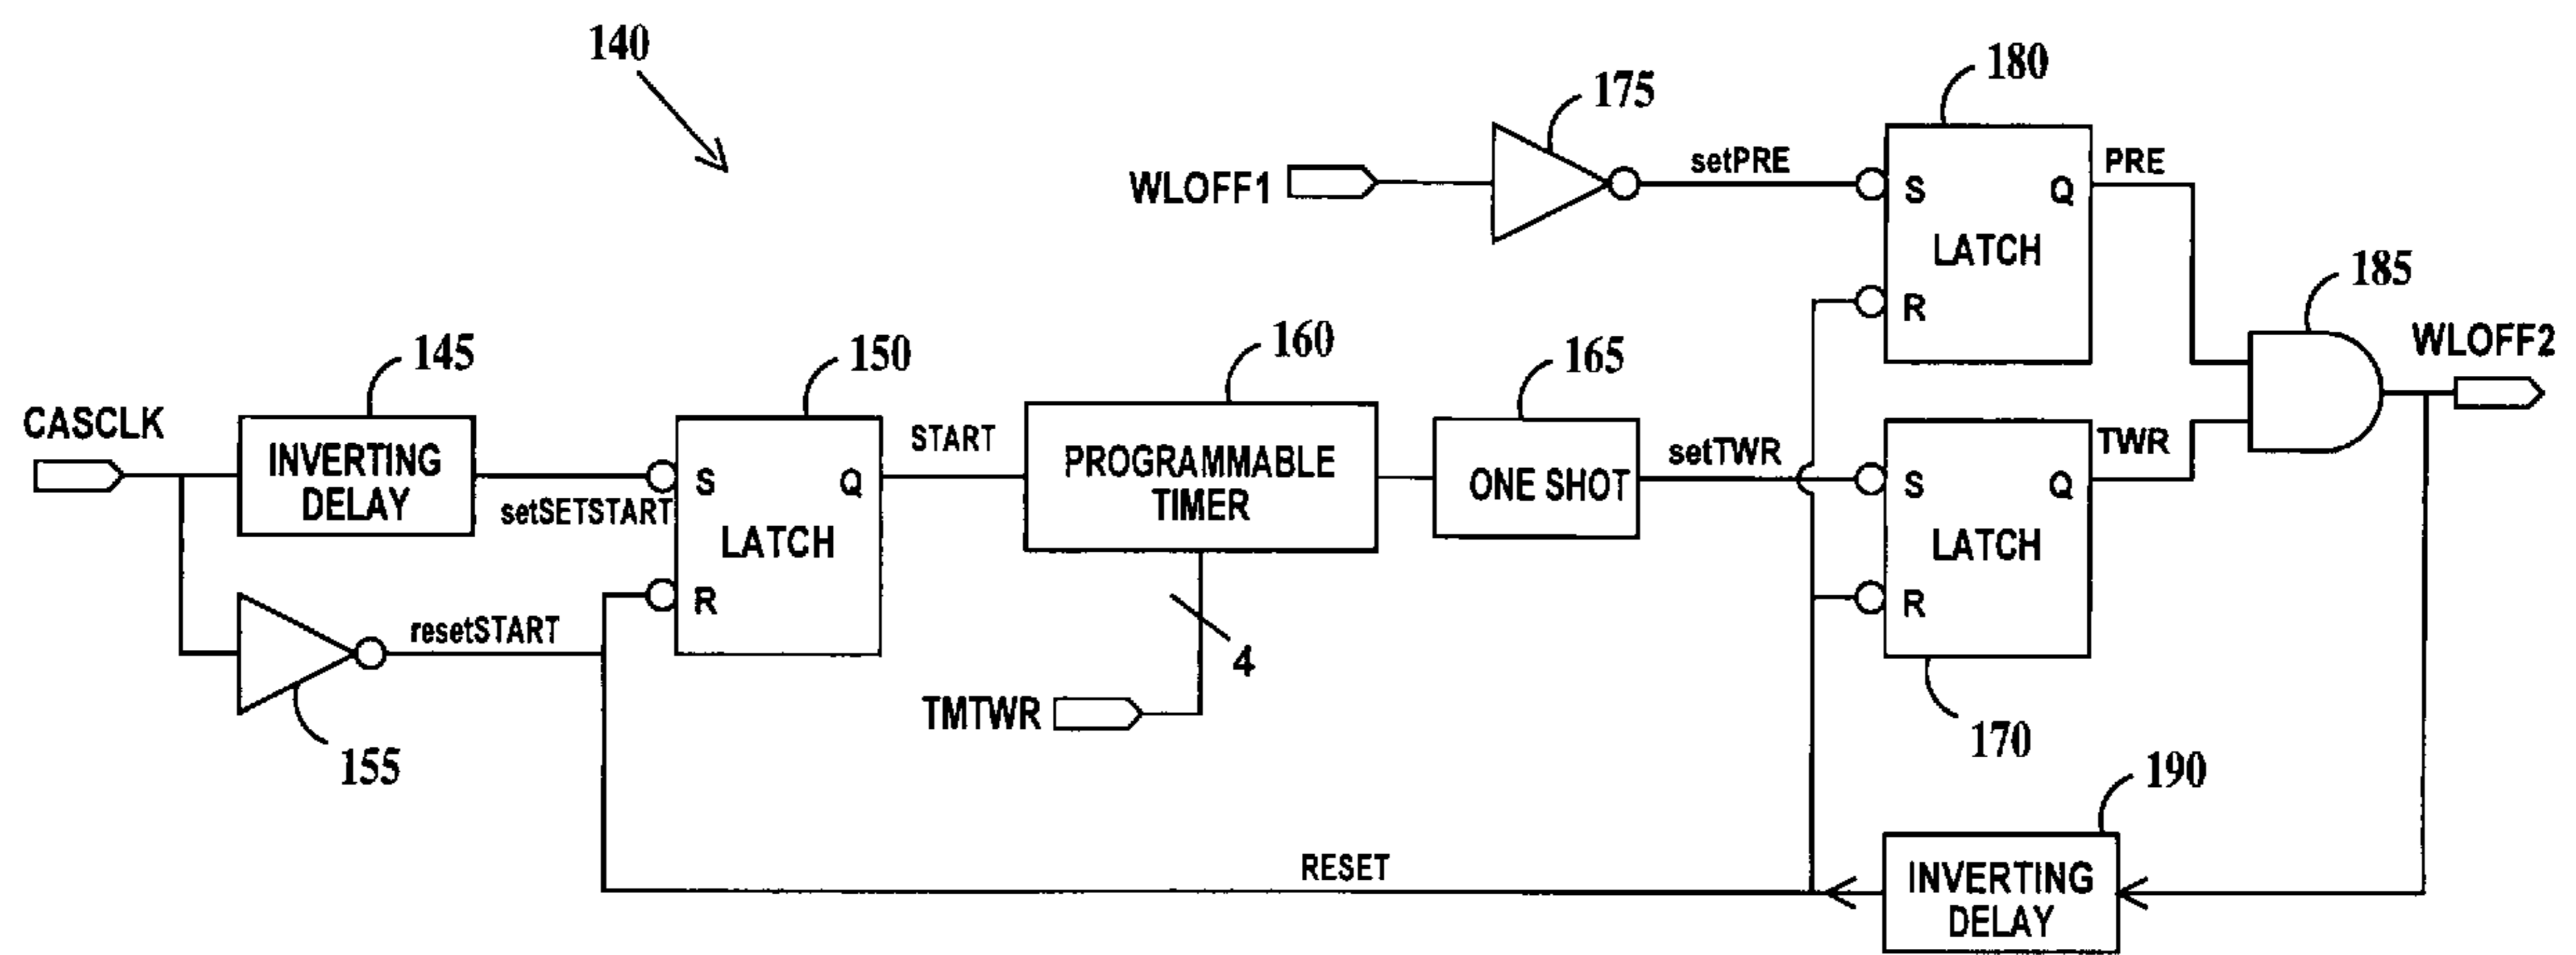 140
175
180
WLOFF1
setPRE
S
Q
LATCH
R
PRE
185
WLOFF2
145
150
160
165
CASCLK
INVERTING
DELAY
setSETSTART
S
Q
LATCH
R
START
PROGRAMMABLE
TIMER
ONE SHOT
setTWR
S
Q
LATCH
R
TWR
resetSTART
155
4
TMTWR
170
190
RESET
INVERTING
DELAY